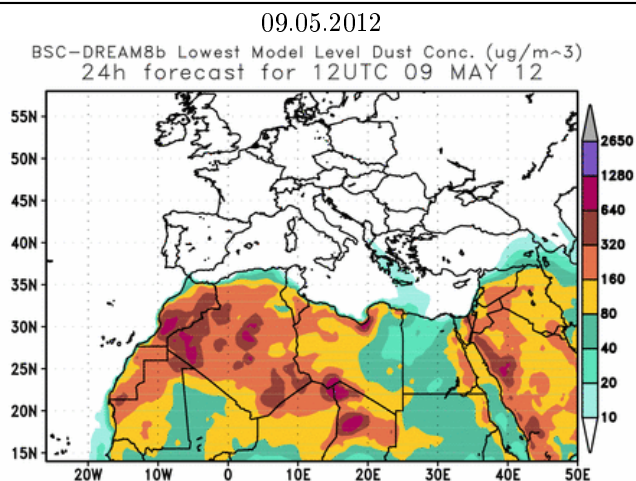 09.05.2012
BSC-DREAM8b Lowest Model Level Dust Conc. (ug/m^3)
24h forecast for 12UTC 09 MAY 12
55N
50N
45N
40N
35N
30N
25N
20N
15N
20W 10W 0 10E 20E 30E 40E 50E
2650
1280
640
320
160
80
40
20
10